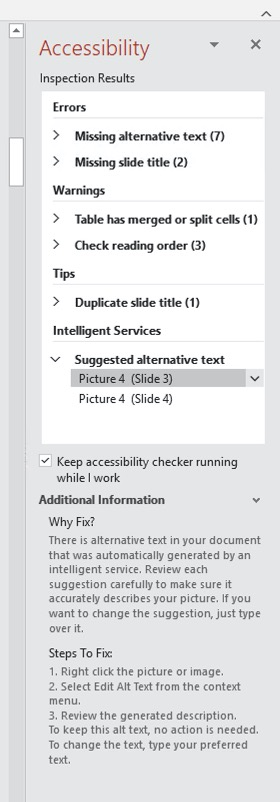 Accessibility
Inspection Results
Errors
Missing alternative text (7)
Missing slide title (2)
Warnings
Table has merged or split cells (1)
Check reading order (3)
Tips
Duplicate slide title (1)
Intelligent Services
Suggested alternative text
Picture 4 (Slide 3)
Picture 4 (Slide 4)
Keep accessibility checker running
while I work
Additional Information
Why Fix?
There is alternative text in your document
that was automatically generated by an
intelligent service. Review each
suggestion carefully to make sure it
accurately describes your picture. If you
want to change the suggestion, just type
over it.
Steps To Fix:
1. Right click the picture or image.
2. Select Edit Alt Text from the context
menu.
3. Review the generated description.
To keep this alt text, no action is needed.
To change the text, type your preferred
text.